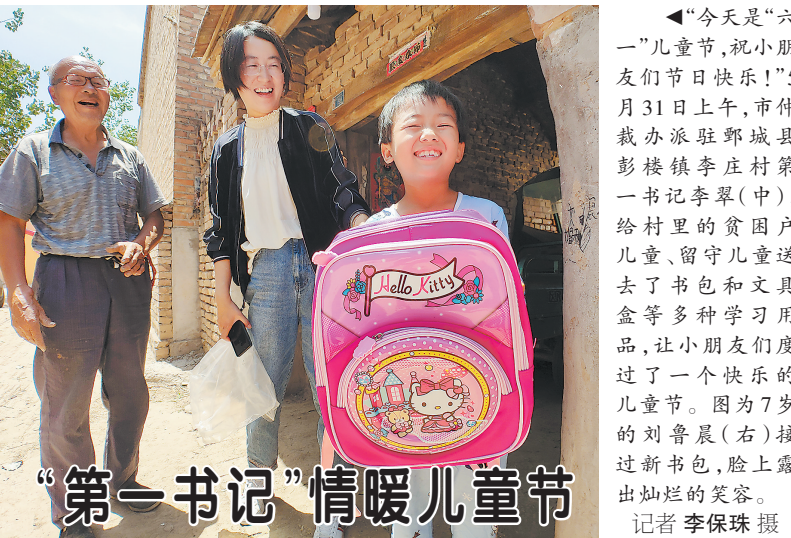 ◀“今天是“六
一”儿童节,祝小朋
友们节日快乐!”5
月31日上午,市仲
裁办派驻鄄城县
彭楼镇李庄村第
一书记李翠(中)
给村里的贫困户
儿童、留守儿童送
去了书包和文具
盒等多种学习用
品,让小朋友们度
过了一个快乐的
儿童节。图为7岁
的刘鲁晨(右)接
过新书包,脸上露
出灿烂的笑容。
记者 李保珠 摄
Hello Kitty
“第一书记”情暖儿童节